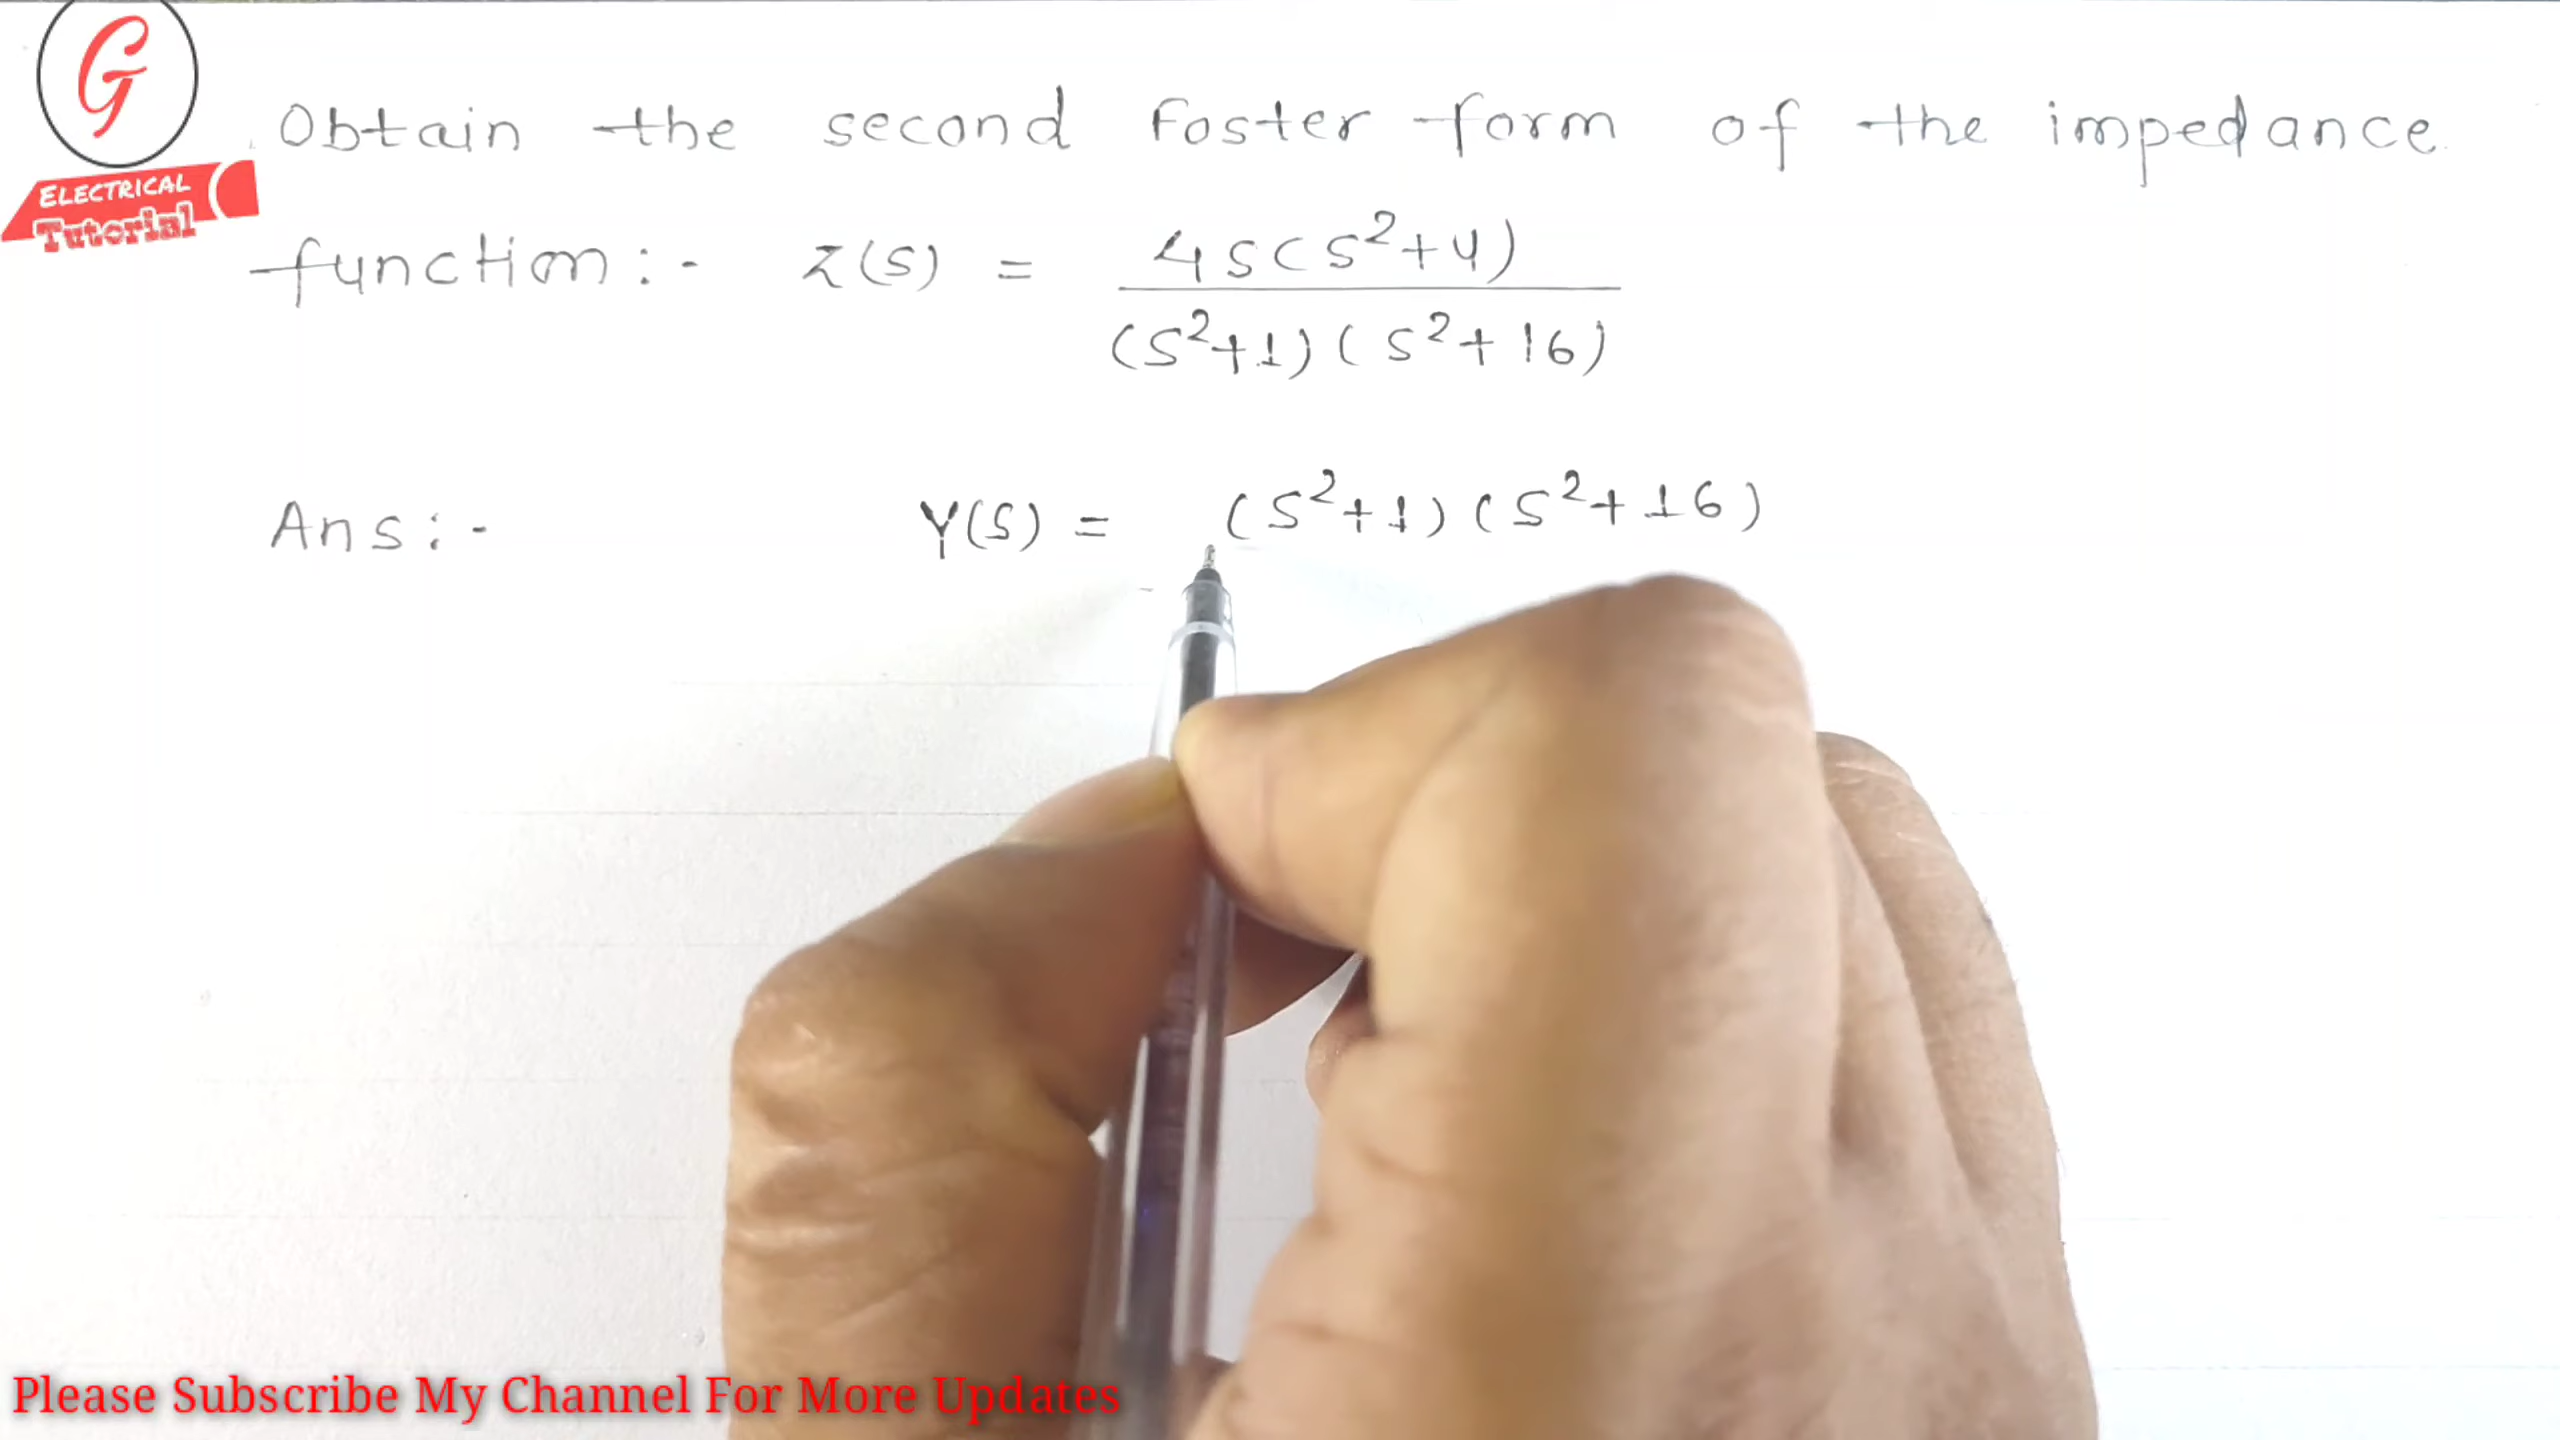 G
ELECTRICAL
Tutorial
Obtain the second Foster form of the impedance
function:- Z(s) = 4s(s²+4)
(s²+1)(s²+16)
Ans:- Y(s) = (s²+1)(s²+16)
Please Subscribe My Channel For More Updates